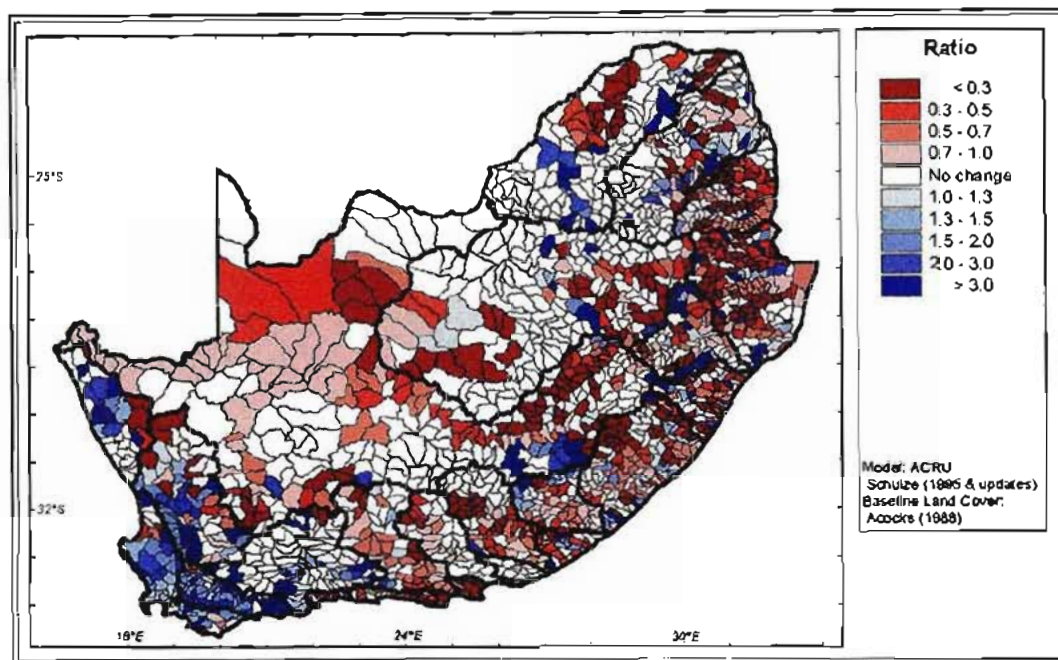 Ratio
< 0.3
0.3 - 0.5
0.5 - 0.7
0.7 - 1.0
No change
1.0 - 1.3
1.3 - 1.5
1.5 - 2.0
2.0 - 3.0
> 3.0
25°S
32°S
18°E
24°E
30°E
Model: ACRU
Schulze (1995 & updates)
Baseline Land Cover:
Acocks (1988)